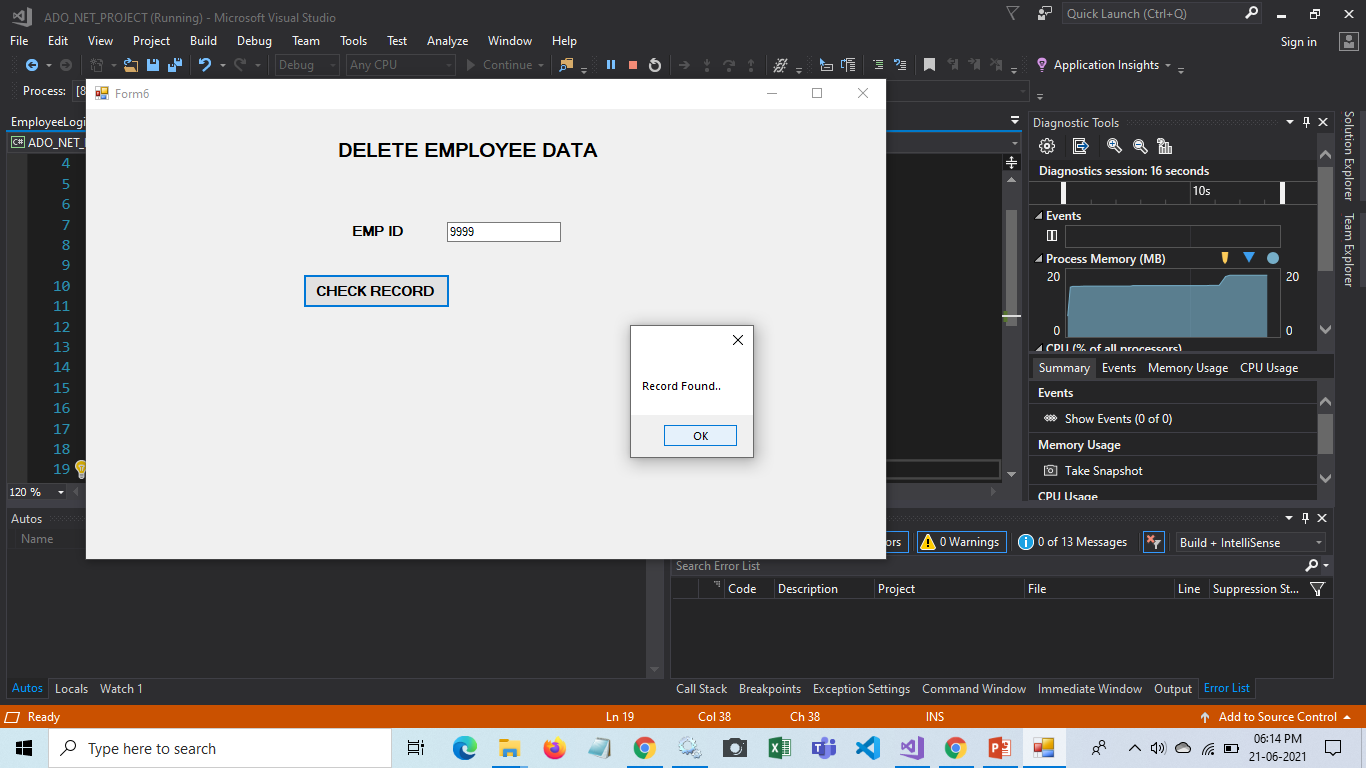 ADO_NET_PROJECT (Running) - Microsoft Visual Studio
Quick Launch (Ctrl+Q)
File Edit View Project Build Debug Team Tools Test Analyze Window Help
Sign in
Debug Any CPU Continue
Application Insights
Process: [8
Form6
EmployeeLogi
ADO_NET_
DELETE EMPLOYEE DATA
EMP ID 9999
CHECK RECORD
Record Found..
OK
4
5
6
7
8
9
10
11
12
13
14
15
16
17
18
19
120 %
Diagnostic Tools
Diagnostics session: 16 seconds
10s
Events
Process Memory (MB)
20 20
0 0
CPU (% of all processors)
Summary Events Memory Usage CPU Usage
Events
Show Events (0 of 0)
Memory Usage
Take Snapshot
CPU Usage
Solution Explorer
Team Explorer
Autos
Name
ors 0 Warnings 0 of 13 Messages Build + IntelliSense
Search Error List
Code Description Project File Line Suppression St...
Autos Locals Watch 1
Call Stack Breakpoints Exception Settings Command Window Immediate Window Output Error List
Ready Ln 19 Col 38 Ch 38 INS Add to Source Control
Type here to search
06:14 PM
21-06-2021